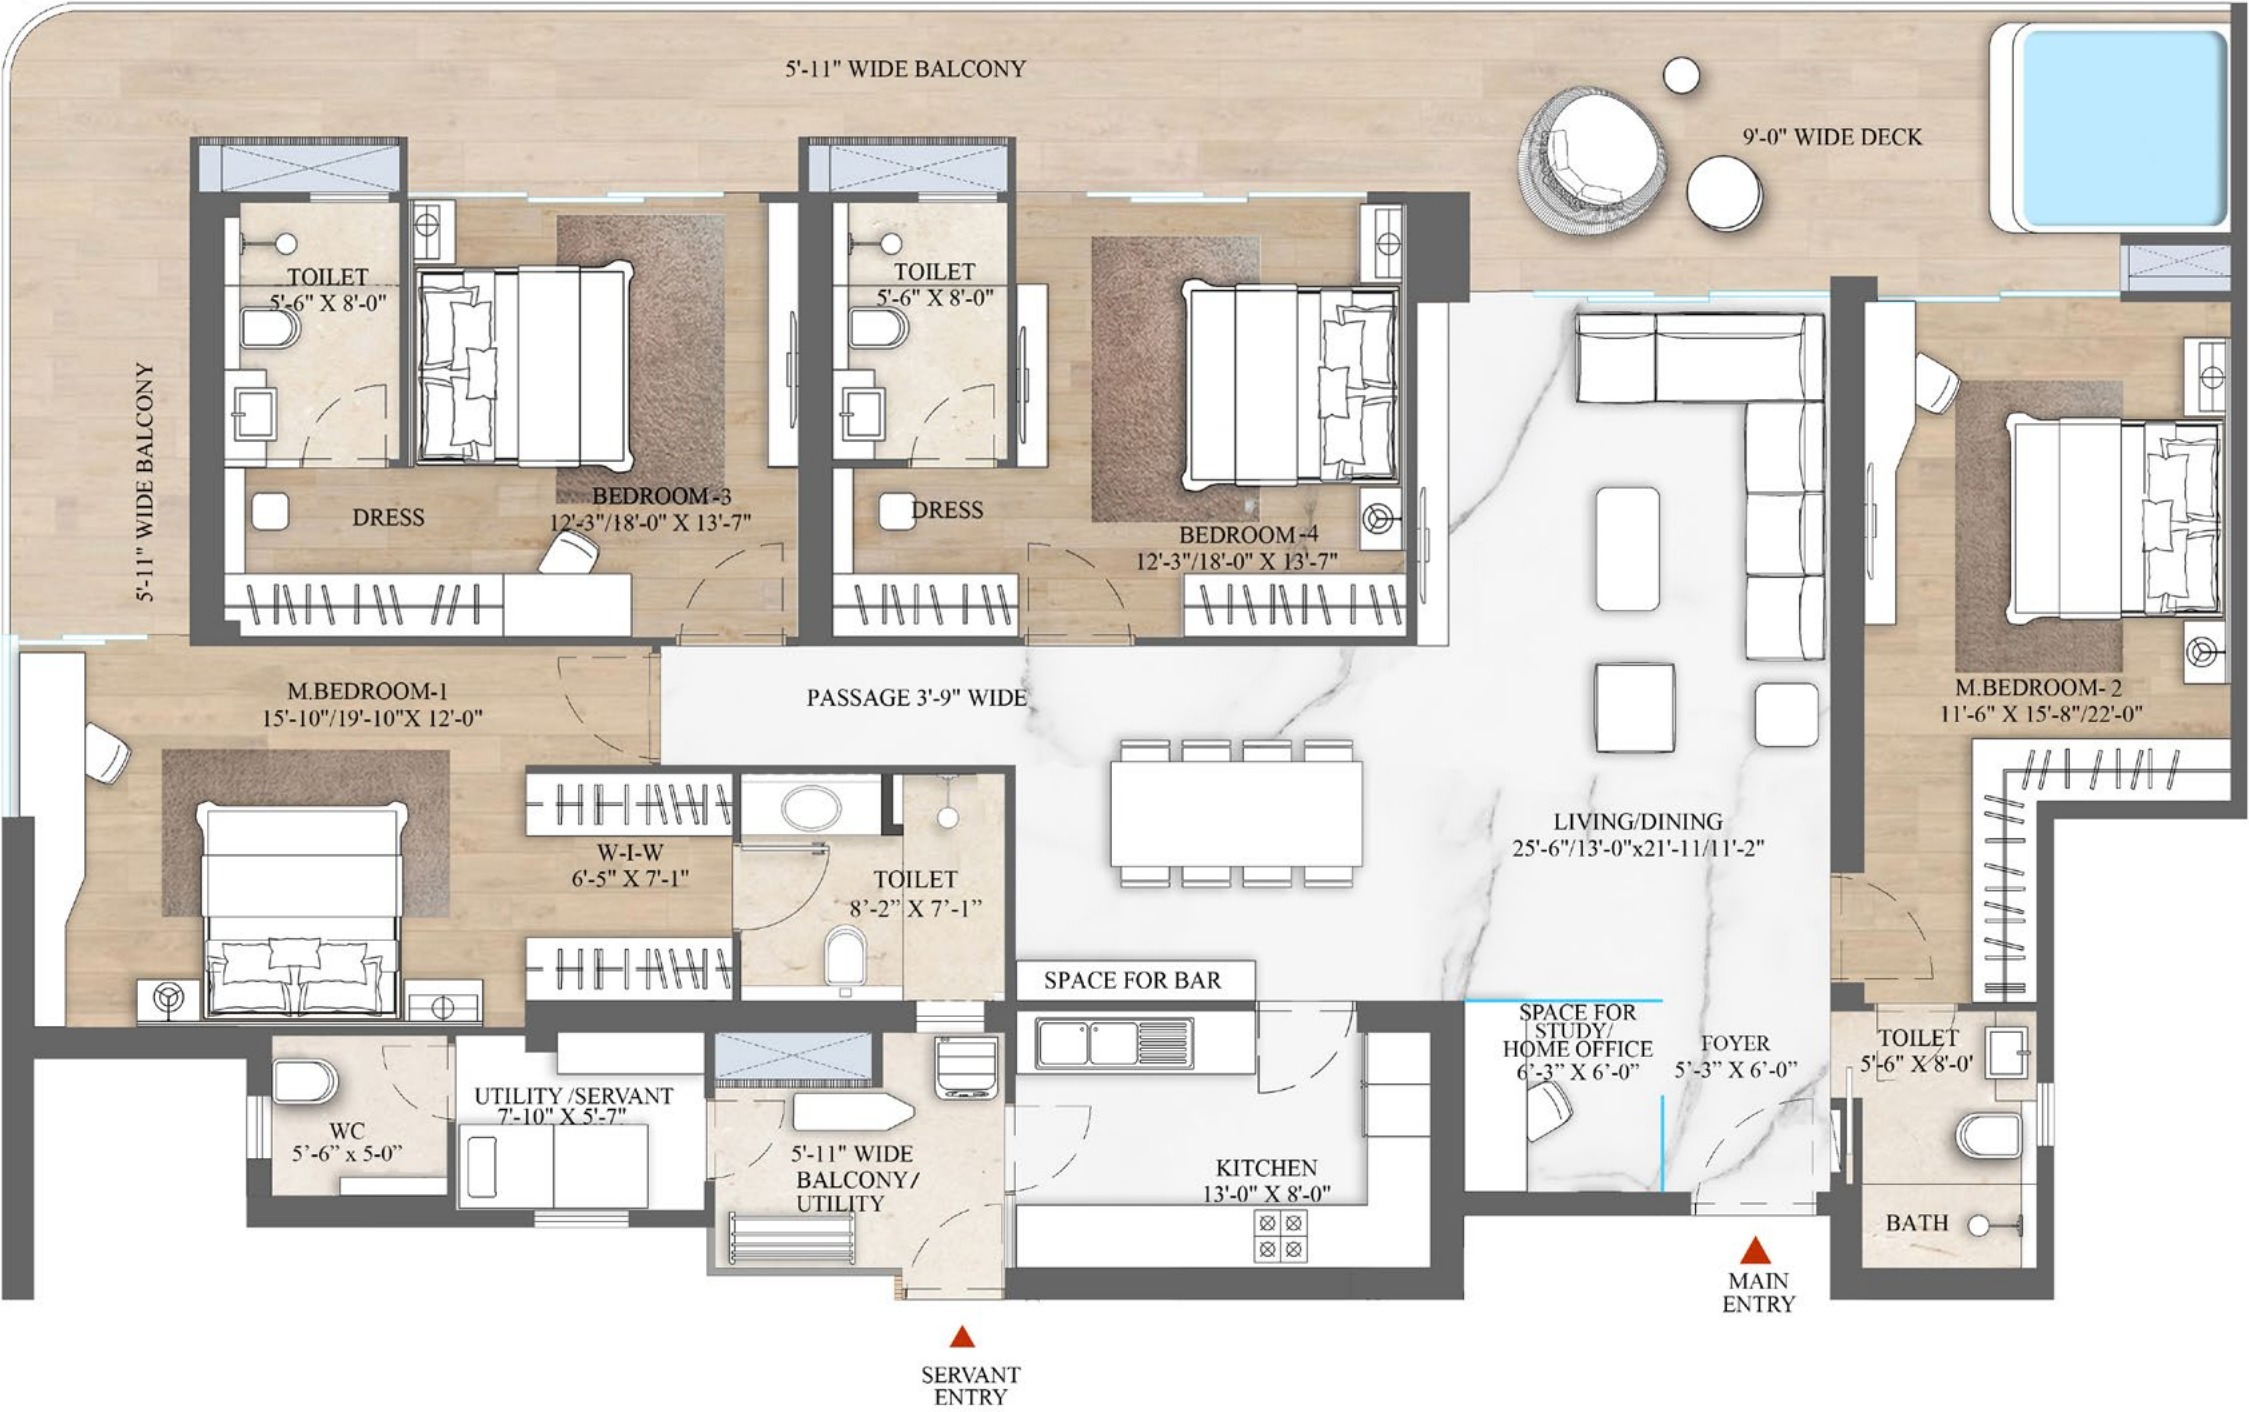 5'-11" WIDE BALCONY
9'-0" WIDE DECK
TOILET
5'-6" X 8'-0"
TOILET
5'-6" X 8'-0"
5'-11" WIDE BALCONY
DRESS
BEDROOM-3
12'-3"/18'-0" X 13'-7"
DRESS
BEDROOM-4
12'-3"/18'-0" X 13'-7"
M.BEDROOM-1
15'-10"/19'-10"X 12'-0"
PASSAGE 3'-9" WIDE
M.BEDROOM- 2
11'-6" X 15'-8"/22'-0"
W-I-W
6'-5" X 7'-1"
TOILET
8'-2" X 7'-1"
LIVING/DINING
25'-6"/13'-0"x21'-11/11'-2"
SPACE FOR BAR
SPACE FOR
STUDY/
HOME OFFICE
6'-3" X 6'-0"
FOYER
5'-3" X 6'-0"
TOILET
5'-6" X 8'-0'
UTILITY /SERVANT
7'-10" X 5'-7"
WC
5'-6" x 5-0"
5'-11" WIDE
BALCONY/
UTILITY
KITCHEN
13'-0" X 8'-0"
BATH
MAIN
ENTRY
SERVANT
ENTRY